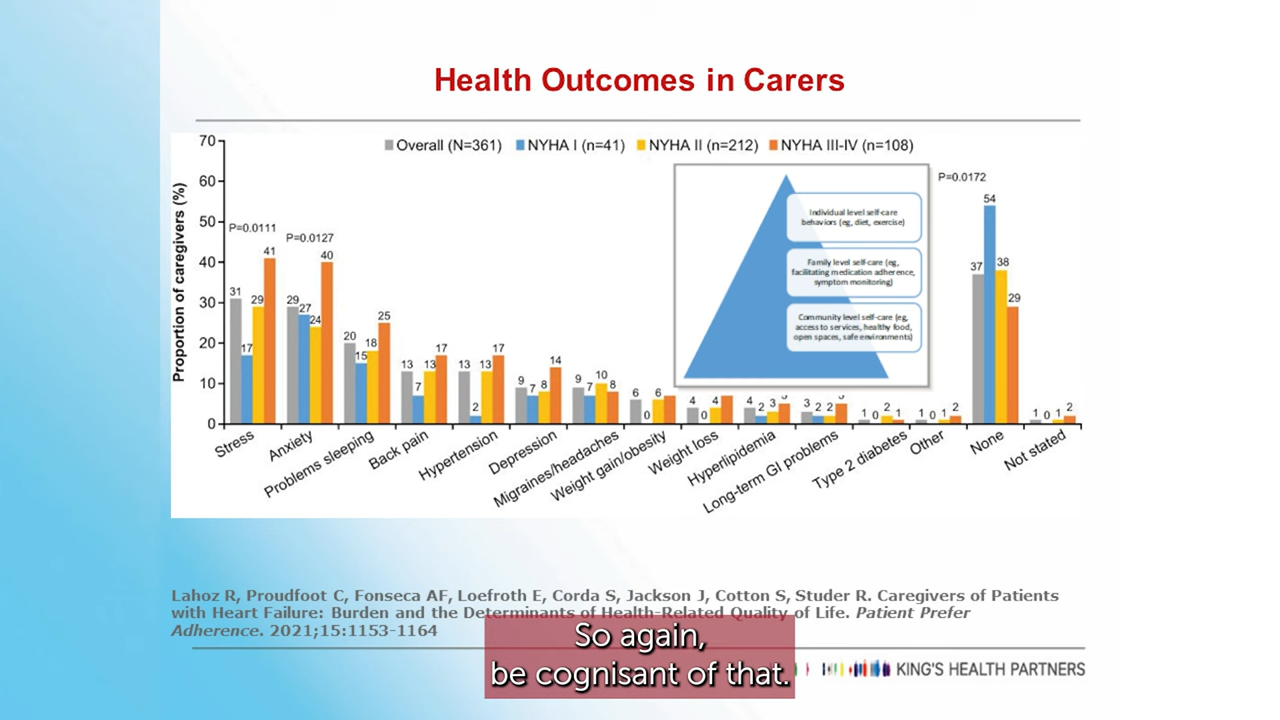 Health Outcomes in Carers
70
60
50
40
30
20
10
0
Proportion of caregivers (%)
Overall (N=361) NYHA I (n=41) NYHA II (n=212) NYHA III-IV (n=108)
P=0.0111
P=0.0127
P=0.0172
31 17 29 41
29 27 24 40
20 15 18 25
13 7 13 17
13 2 13 17
9 7 8 14
9 7 10 8
6 0 6
4 0 4
4 2 3
3 2 2
1 0 2 1
1 0 1 2
37 54 38 29
1 0 1 2
Individual level self-care
behaviors (eg, diet, exercise)
Family level self-care (eg,
facilitating medication adherence,
symptom monitoring)
Community level self-care (eg,
access to services, healthy food,
open spaces, safe environments)
Stress
Anxiety
Problems sleeping
Back pain
Hypertension
Depression
Migraines/headaches
Weight gain/obesity
Weight loss
Hyperlipidemia
Long-term GI problems
Type 2 diabetes
Other
None
Not stated
Lahoz R, Proudfoot C, Fonseca AF, Loefroth E, Corda S, Jackson J, Cotton S, Studer R. Caregivers of Patients
with Heart Failure: Burden and the Determinants of Health-Related Quality of Life. Patient Prefer
Adherence. 2021;15:1153-1164
So again,
be cognisant of that.
KING'S HEALTH PARTNERS